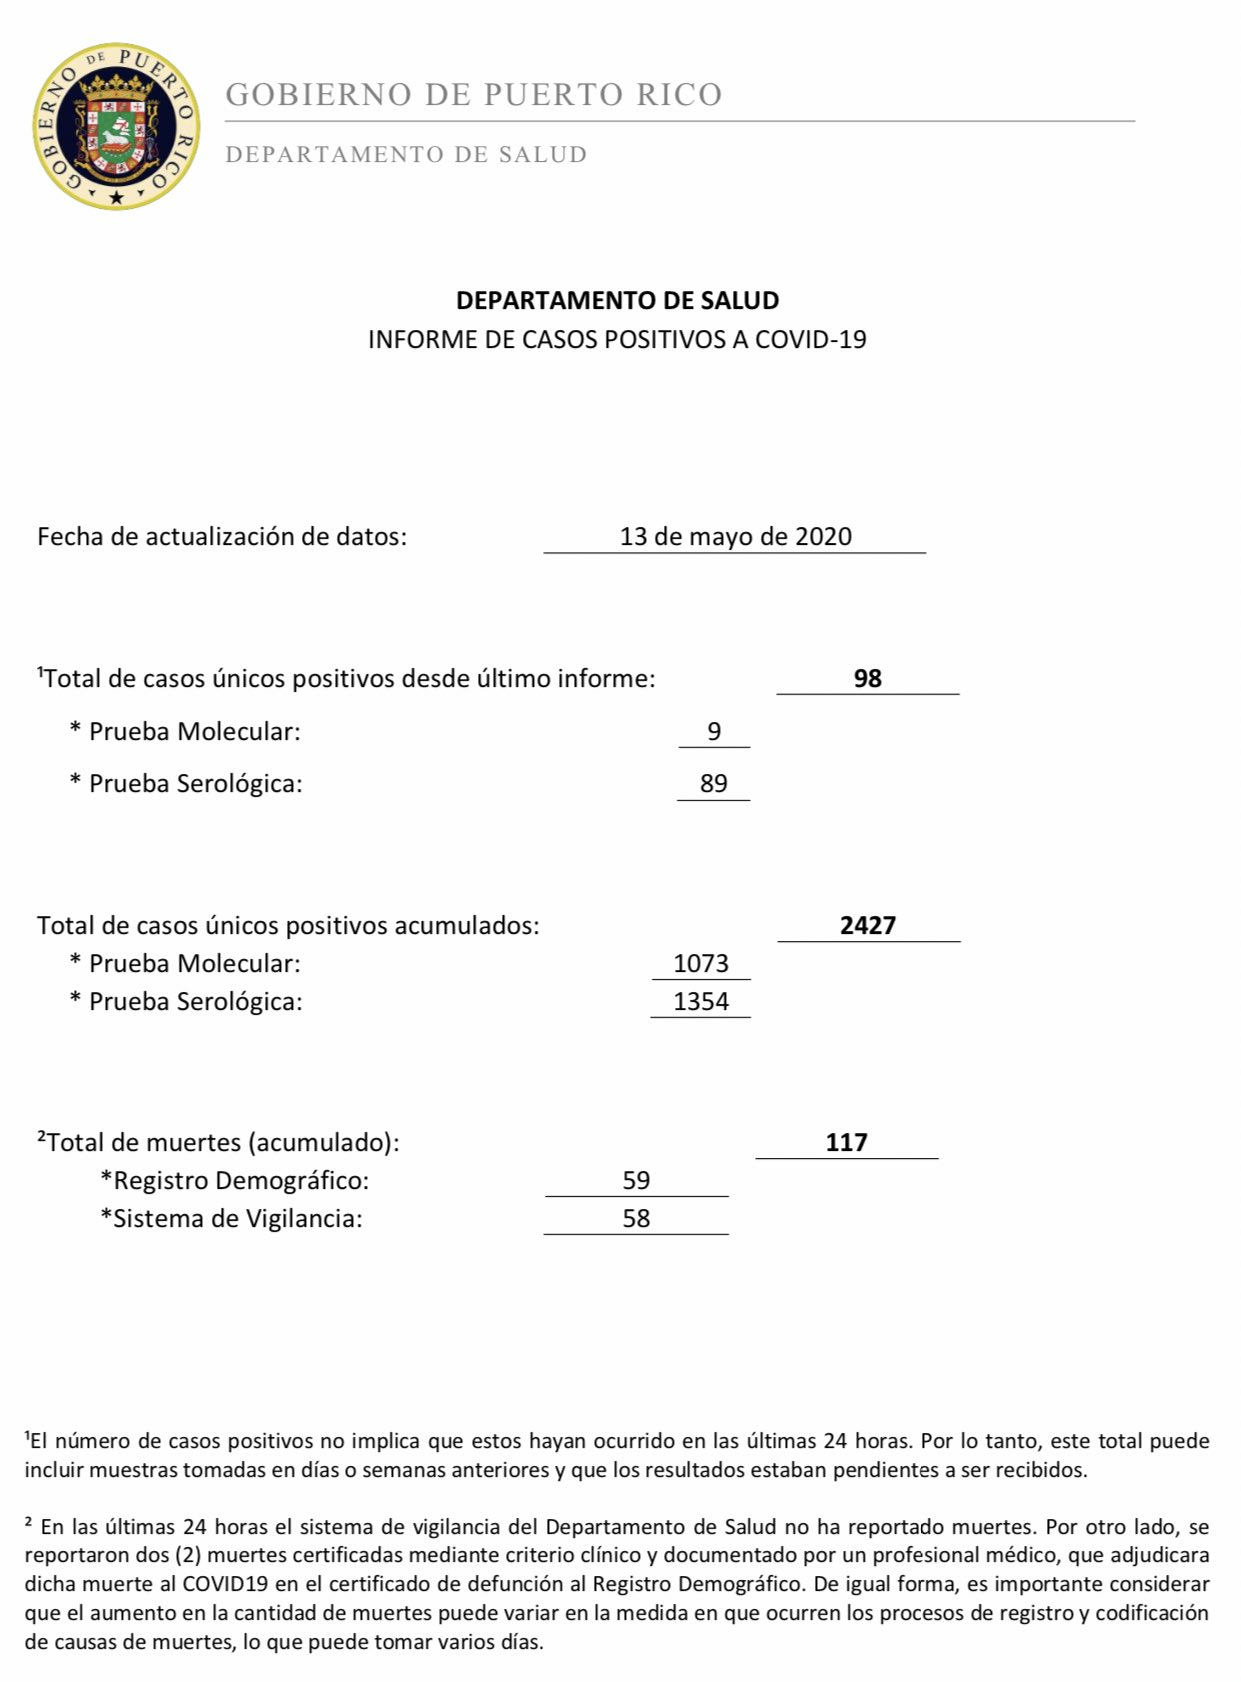 GOBIERNO DE PUERTO RICO
GOBIERNO DE PUERTO RICO
DEPARTAMENTO DE SALUD
DEPARTAMENTO DE SALUD
INFORME DE CASOS POSITIVOS A COVID-19
Fecha de actualización de datos: 13 de mayo de 2020
¹Total de casos únicos positivos desde último informe: 98
* Prueba Molecular: 9
* Prueba Serológica: 89
Total de casos únicos positivos acumulados: 2427
* Prueba Molecular: 1073
* Prueba Serológica: 1354
²Total de muertes (acumulado): 117
*Registro Demográfico: 59
*Sistema de Vigilancia: 58
¹El número de casos positivos no implica que estos hayan ocurrido en las últimas 24 horas. Por lo tanto, este total puede
incluir muestras tomadas en días o semanas anteriores y que los resultados estaban pendientes a ser recibidos.
² En las últimas 24 horas el sistema de vigilancia del Departamento de Salud no ha reportado muertes. Por otro lado, se
reportaron dos (2) muertes certificadas mediante criterio clínico y documentado por un profesional médico, que adjudicara
dicha muerte al COVID19 en el certificado de defunción al Registro Demográfico. De igual forma, es importante considerar
que el aumento en la cantidad de muertes puede variar en la medida en que ocurren los procesos de registro y codificación
de causas de muertes, lo que puede tomar varios días.